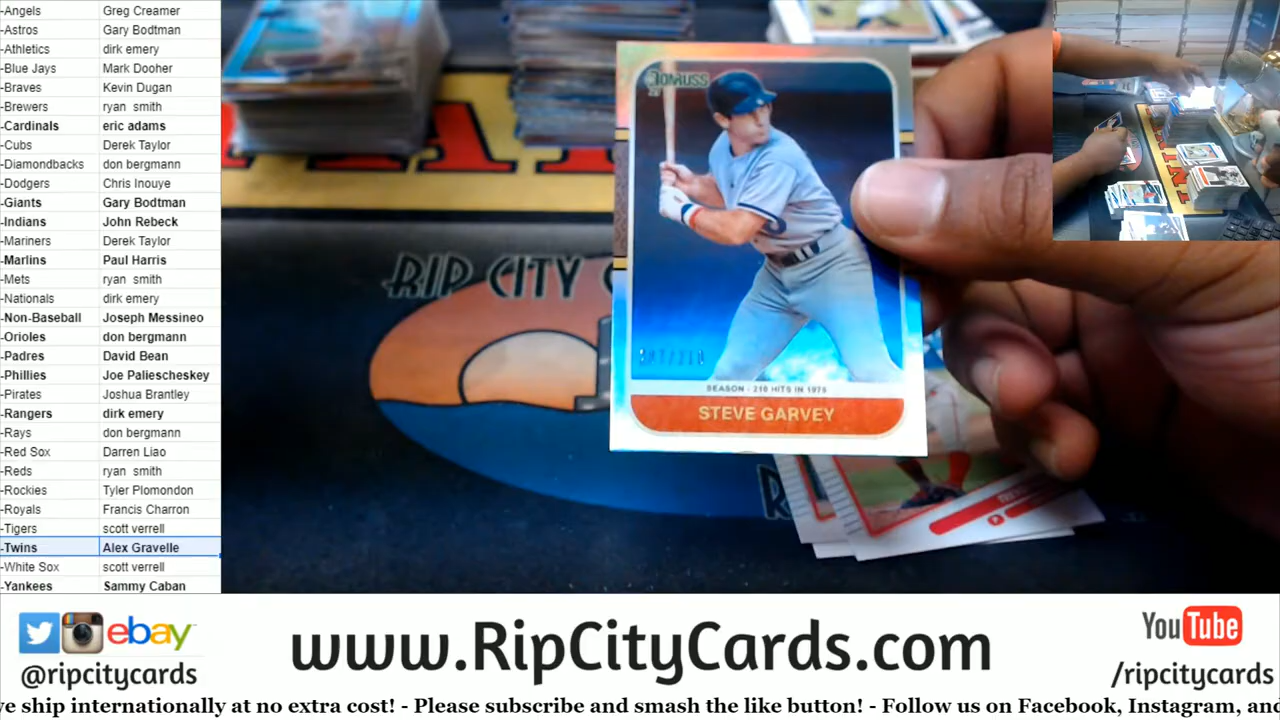 -Angels Greg Creamer
-Astros Gary Bodtman
-Athletics dirk emery
-Blue Jays Mark Dooher
-Braves Kevin Dugan
-Brewers ryan smith
-Cardinals eric adams
-Cubs Derek Taylor
-Diamondbacks don bergmann
-Dodgers Chris Inouye
-Giants Gary Bodtman
-Indians John Rebeck
-Mariners Derek Taylor
-Marlins Paul Harris
-Mets ryan smith
-Nationals dirk emery
-Non-Baseball Joseph Messineo
-Orioles don bergmann
-Padres David Bean
-Phillies Joe Paliescheskey
-Pirates Joshua Brantley
-Rangers dirk emery
-Rays don bergmann
-Red Sox Darren Liao
-Reds ryan smith
-Rockies Tyler Plomondon
-Royals Francis Charron
-Tigers scott verrell
-Twins Alex Gravelle
-White Sox scott verrell
-Yankees Sammy Caban
DONRUSS
SEASON - 210 HITS IN 1975
STEVE GARVEY
RIP CITY
ebay
@ripcitycards
www.RipCityCards.com
YouTube
/ripcitycards
ship internationally at no extra cost! - Please subscribe and smash the like button! - Follow us on Facebook, Instagram,